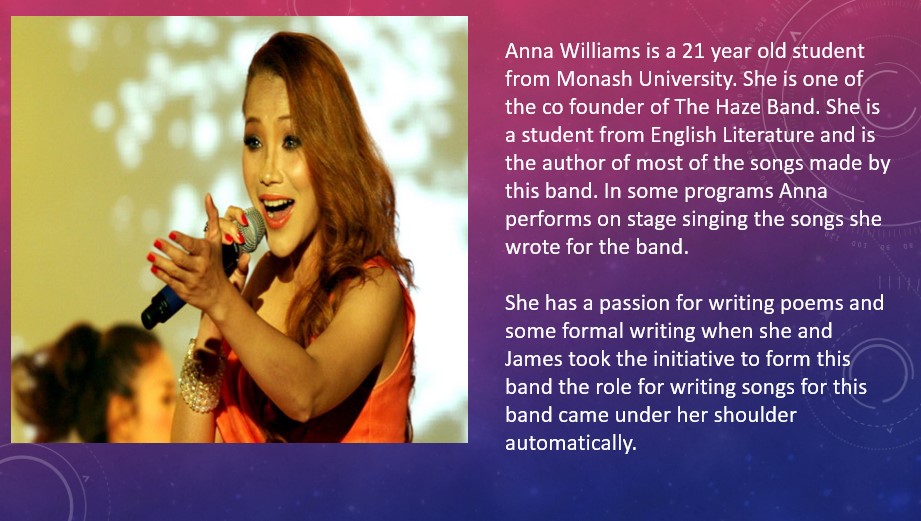 Anna Williams is a 21 year old student
from Monash University. She is one of
the co founder of The Haze Band. She is
a student from English Literature and is
the author of most of the songs made by
this band. In some programs Anna
performs on stage singing the songs she
wrote for the band.
She has a passion for writing poems and
some formal writing when she and
James took the initiative to form this
band the role for writing songs for this
band came under her shoulder
automatically.